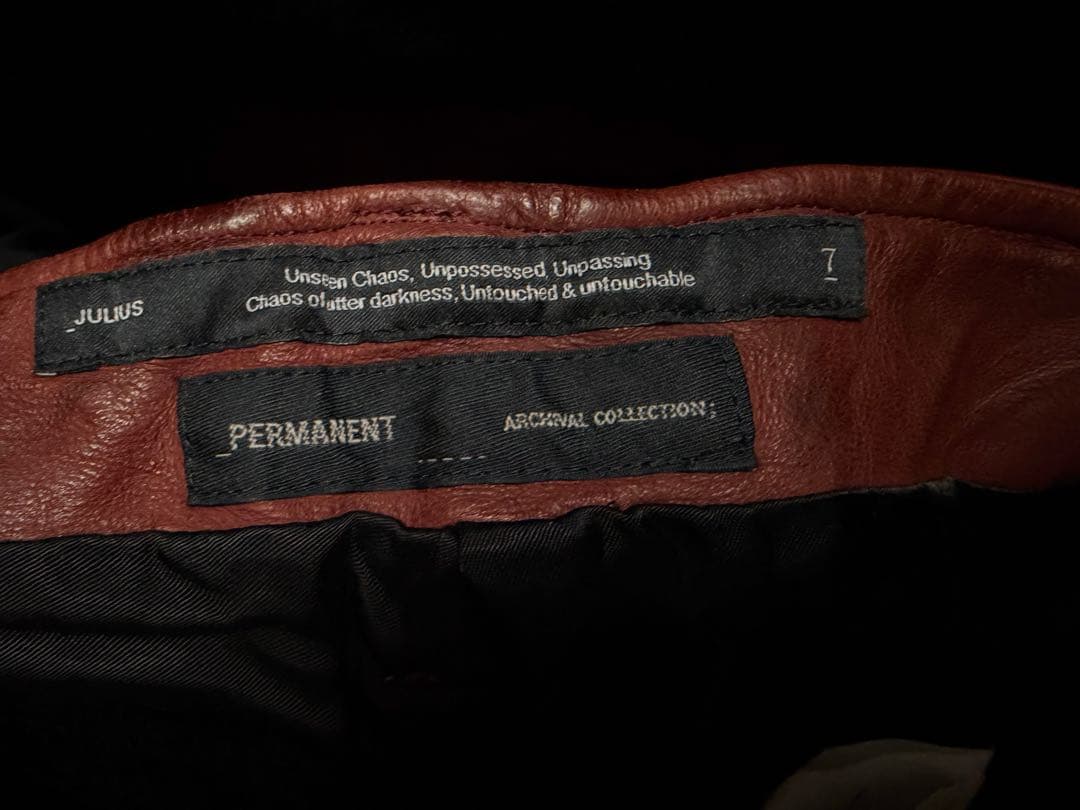 _JULIUS
Unseen Chaos, Unpossessed, Unpassing
Chaos of utter darkness, Untouched & untouchable
7
_PERMANENT
ARCHIVAL COLLECTION;